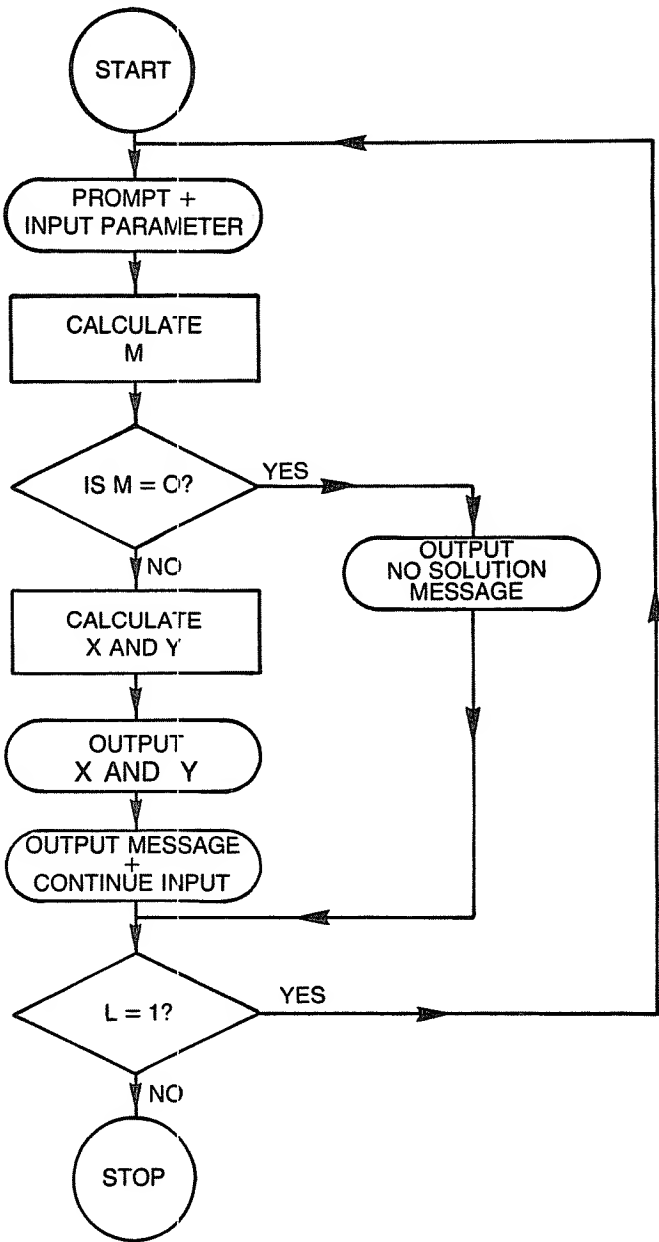 START
PROMPT +
INPUT PARAMETER
CALCULATE
M
IS M = O?
YES
OUTPUT
NO SOLUTION
MESSAGE
NO
CALCULATE
X AND Y
OUTPUT
X AND Y
OUTPUT MESSAGE
+
CONTINUE INPUT
L = 1?
YES
NO
STOP